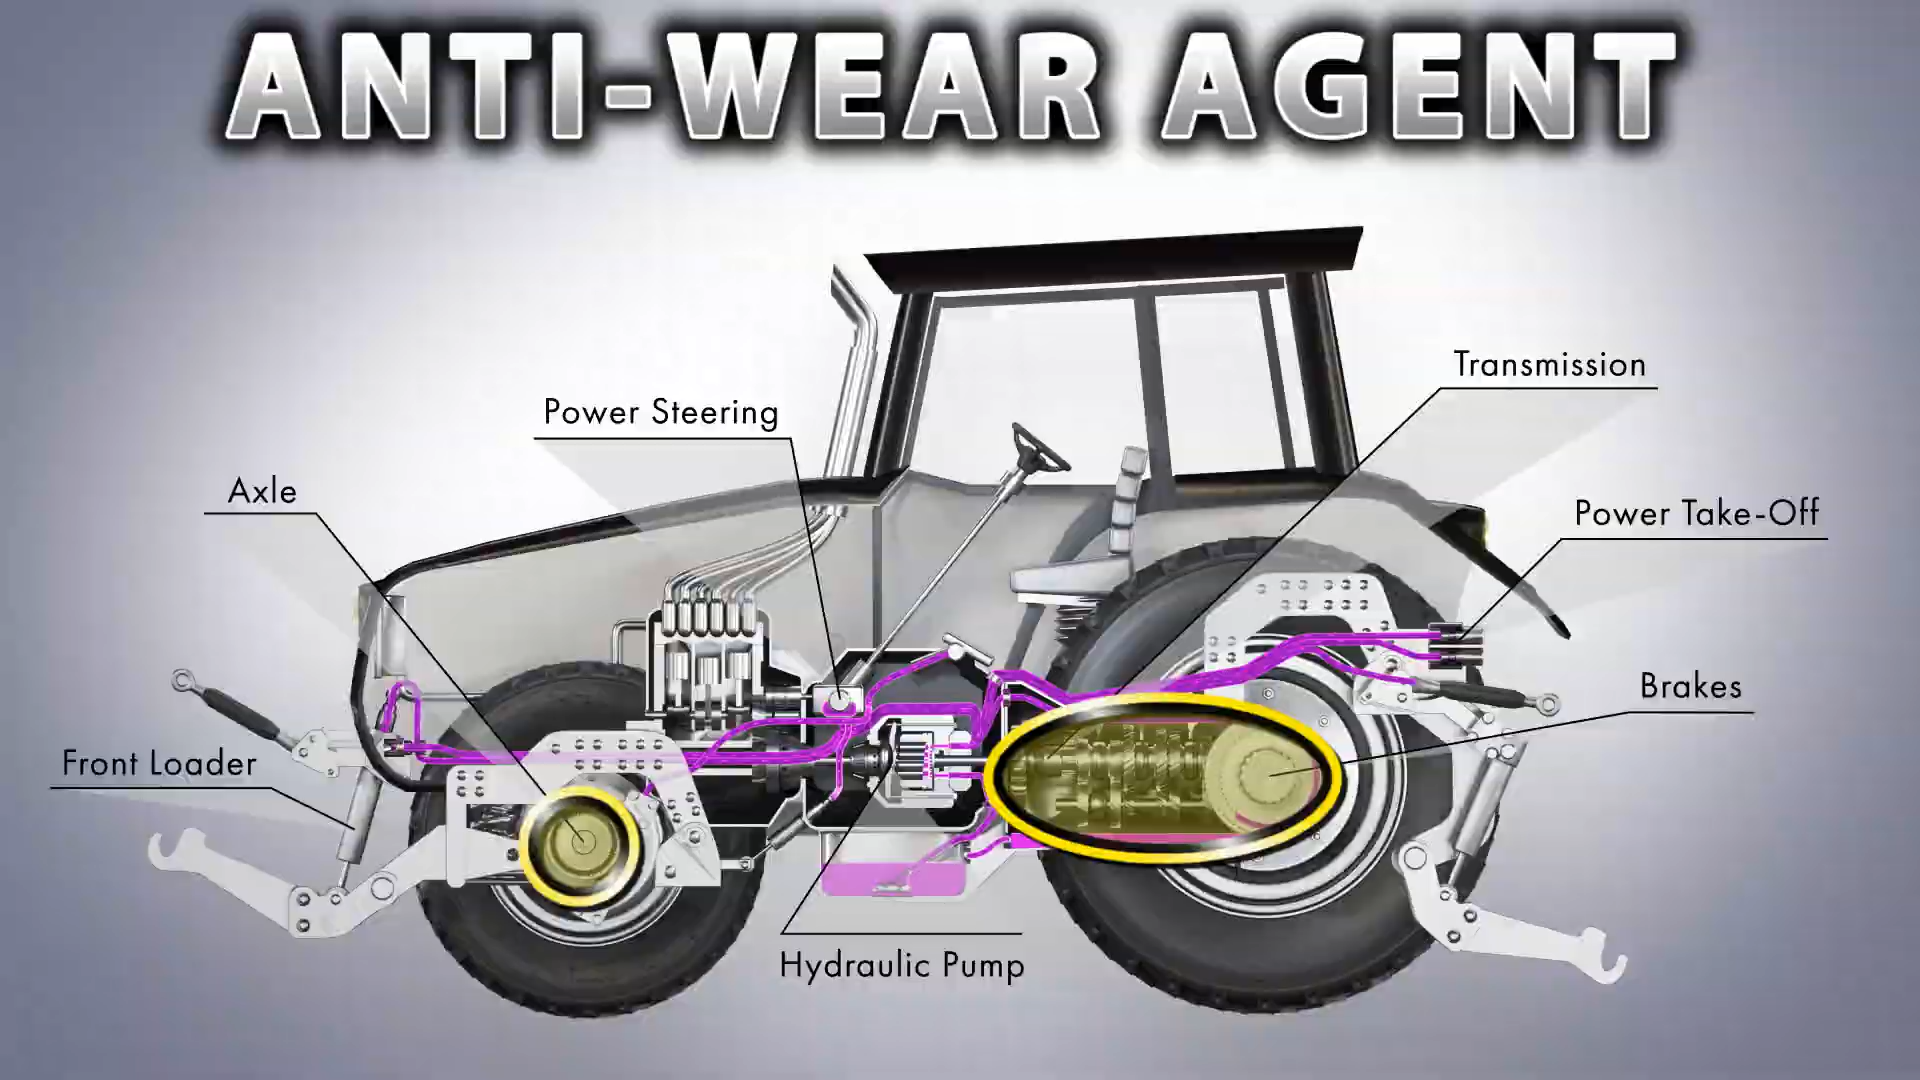 ANTI-WEAR AGENT
Transmission
Power Steering
Axle
Power Take-Off
Brakes
Front Loader
Hydraulic Pump